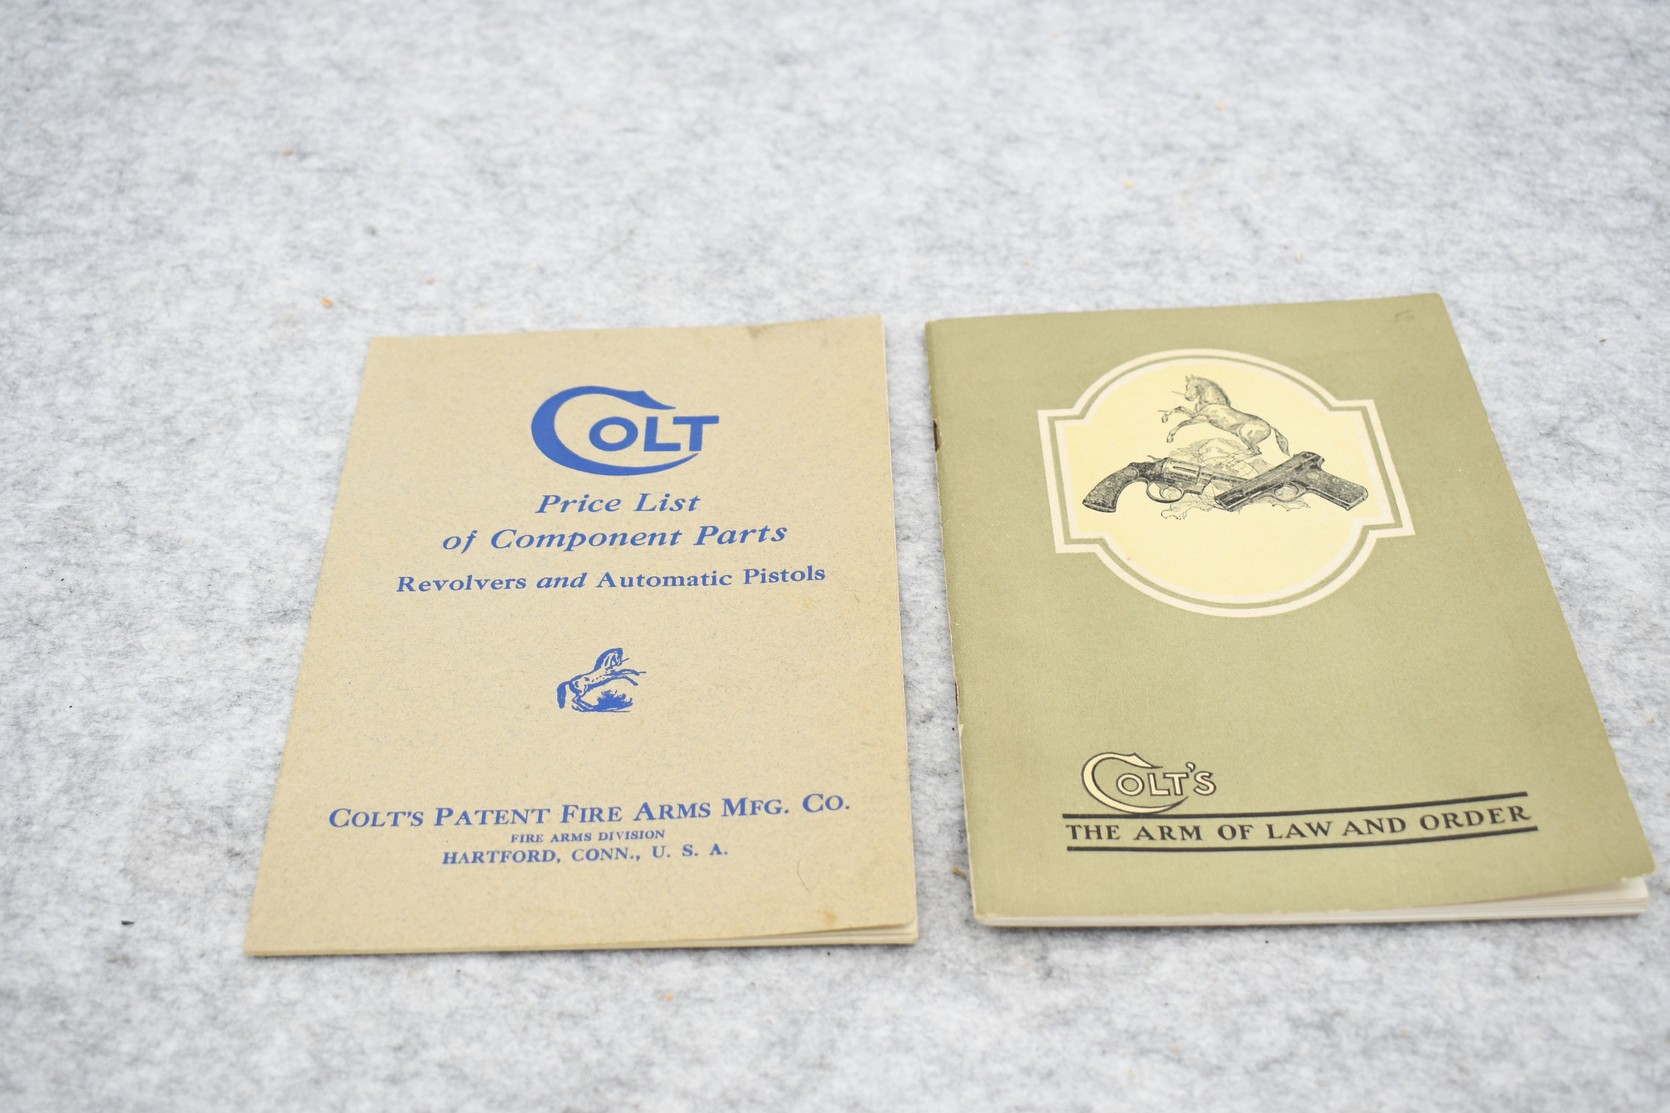 COLT
Price List
of Component Parts
Revolvers and Automatic Pistols
COLT'S PATENT FIRE ARMS MFG. CO.
FIRE ARMS DIVISION
HARTFORD, CONN., U. S. A.
COLT'S
THE ARM OF LAW AND ORDER